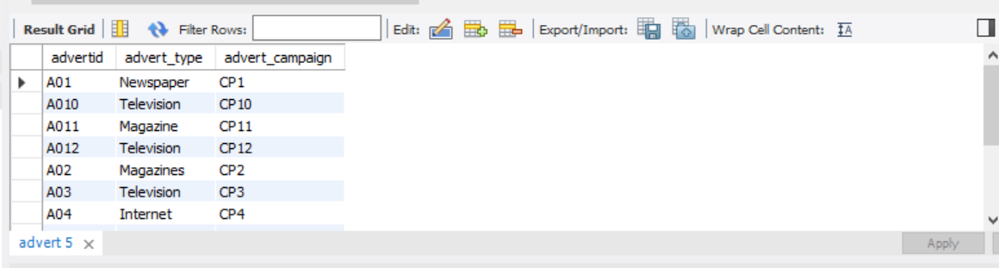 Result Grid Filter Rows: Edit: Export/Import: Wrap Cell Content: IA
advertid advert_type advert_campaign
A01 Newspaper CP1
A010 Television CP10
A011 Magazine CP11
A012 Television CP12
A02 Magazines CP2
A03 Television CP3
A04 Internet CP4
advert 5 × Apply